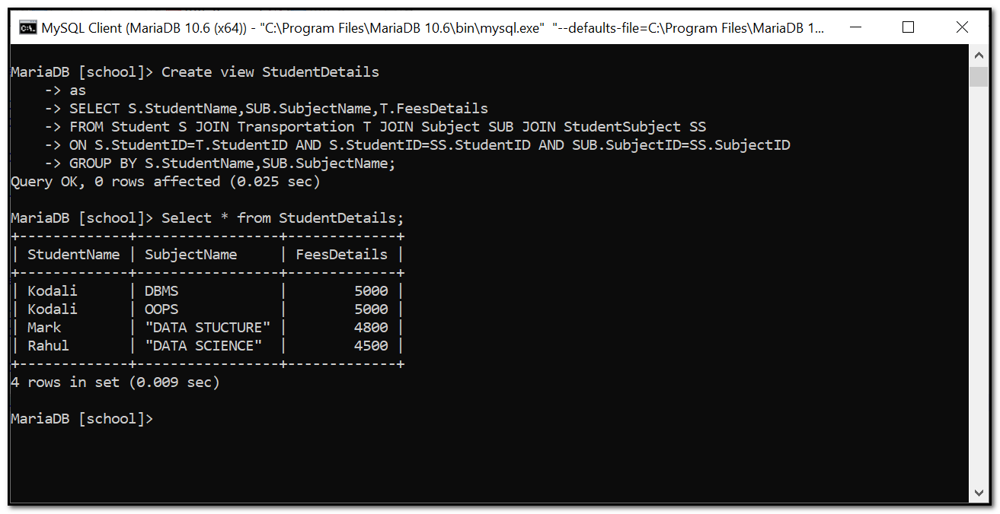 MySQL Client (MariaDB 10.6 (x64)) - "C:\Program Files\MariaDB 10.6\bin\mysql.exe"  "--defaults-file=C:\Program Files\MariaDB 1...
MariaDB [school]> Create view StudentDetails
    -> as
    -> SELECT S.StudentName,SUB.SubjectName,T.FeesDetails
    -> FROM Student S JOIN Transportation T JOIN Subject SUB JOIN StudentSubject SS
    -> ON S.StudentID=T.StudentID AND S.StudentID=SS.StudentID AND SUB.SubjectID=SS.SubjectID
    -> GROUP BY S.StudentName,SUB.SubjectName;
Query OK, 0 rows affected (0.025 sec)
MariaDB [school]> Select * from StudentDetails;
+-------------+-----------------+-------------+
| StudentName | SubjectName     | FeesDetails |
+-------------+-----------------+-------------+
| Kodali      | DBMS            |        5000 |
| Kodali      | OOPS            |        5000 |
| Mark        | "DATA STUCTURE" |        4800 |
| Rahul       | "DATA SCIENCE"  |        4500 |
+-------------+-----------------+-------------+
4 rows in set (0.009 sec)
MariaDB [school]>